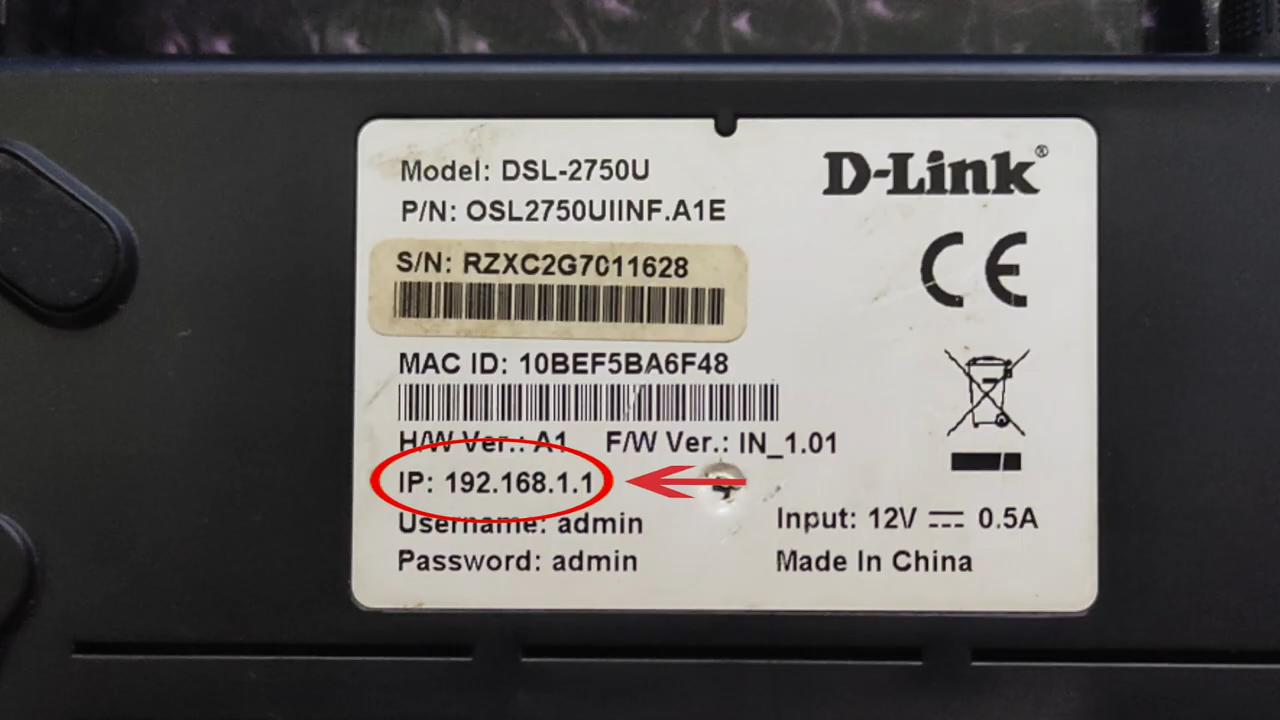 D-Link®
Model: DSL-2750U
P/N: OSL2750UIINF.A1E
S/N: RZXC2G7011628
MAC ID: 10BEF5BA6F48
H/W Ver.: A1 F/W Ver.: IN_1.01
IP: 192.168.1.1
Username: admin
Password: admin
CE
Input: 12V ⎓ 0.5A
Made In China